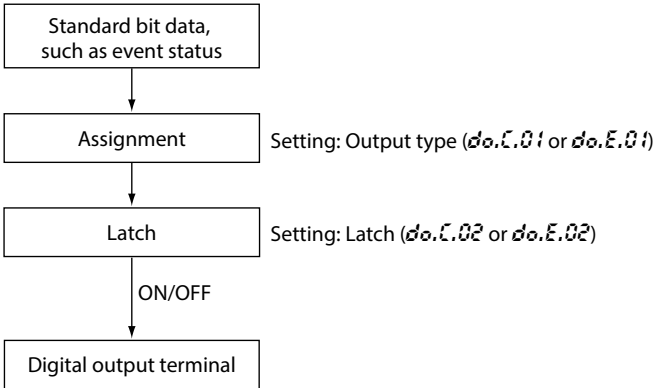 Standard bit data,
such as event status
Assignment
Setting: Output type (do.C.01 or do.E.01)
Latch
Setting: Latch (do.C.02 or do.E.02)
ON/OFF
Digital output terminal